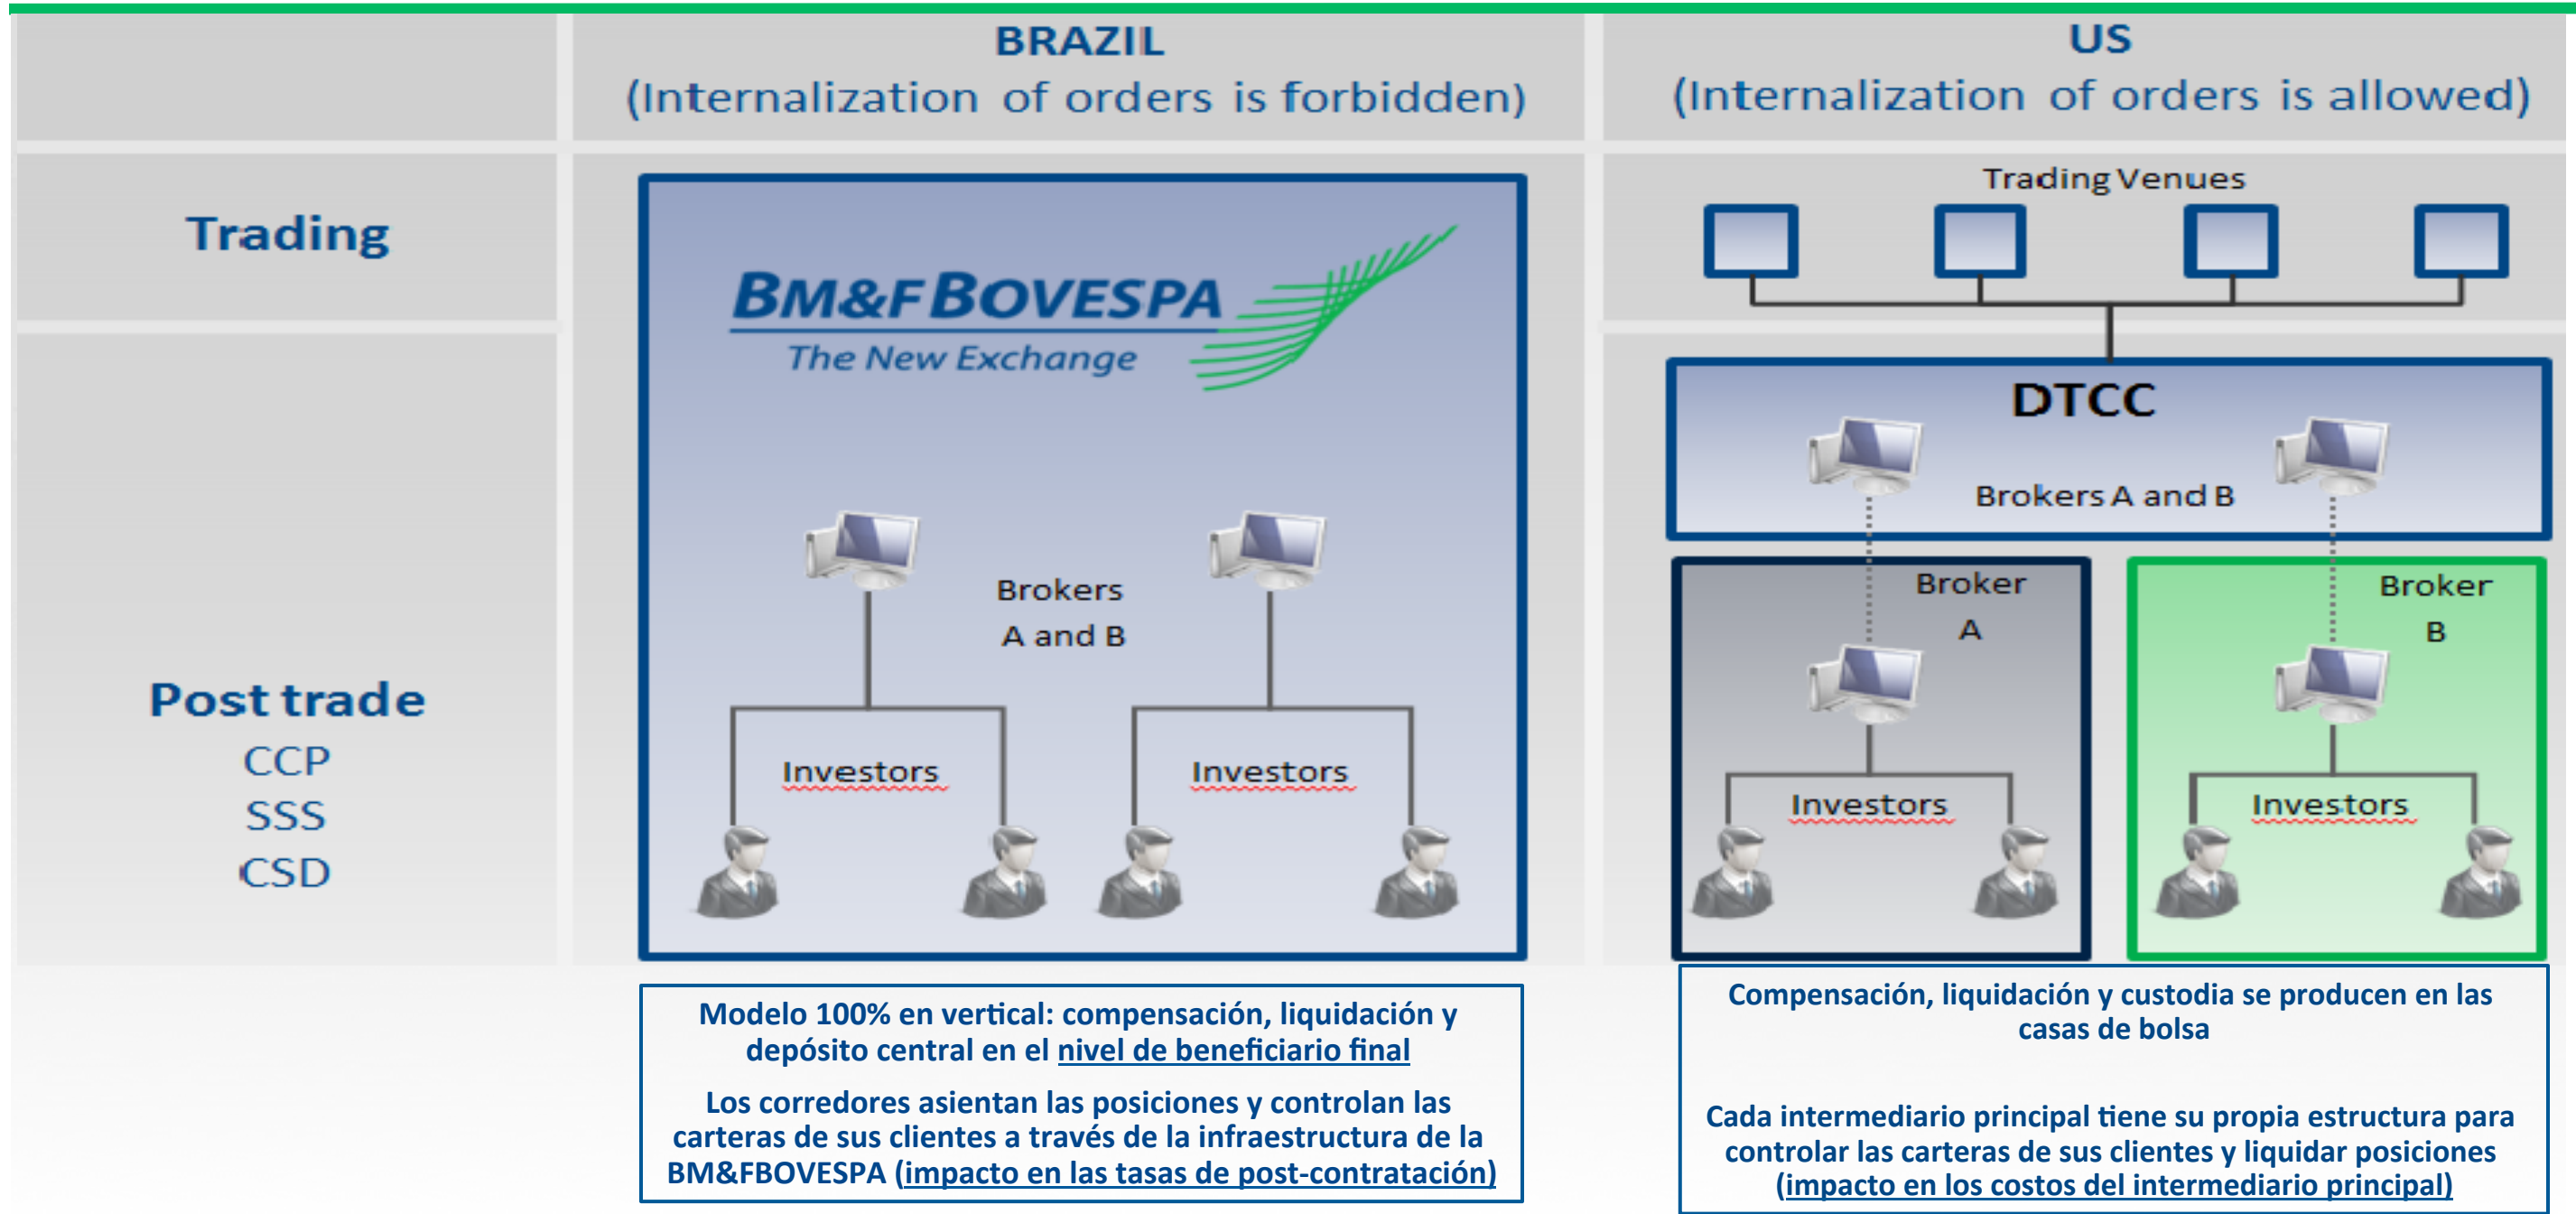 BRAZIL
(Internalization of orders is forbidden)
US
(Internalization of orders is allowed)
Trading
BM&FBOVESPA
The New Exchange
Trading Venues
Post trade
CCP
SSS
CSD
Brokers
A and B
Investors
Investors
DTCC
Brokers A and B
Broker
A
Broker
B
Investors
Investors
Modelo 100% en vertical: compensación, liquidación y
depósito central en el nivel de beneficiario final
Los corredores asientan las posiciones y controlan las
carteras de sus clientes a través de la infraestructura de la
BM&FBOVESPA (impacto en las tasas de post-contratación)
Compensación, liquidación y custodia se producen en las
casas de bolsa
Cada intermediario principal tiene su propia estructura para
controlar las carteras de sus clientes y liquidar posiciones
(impacto en los costos del intermediario principal)